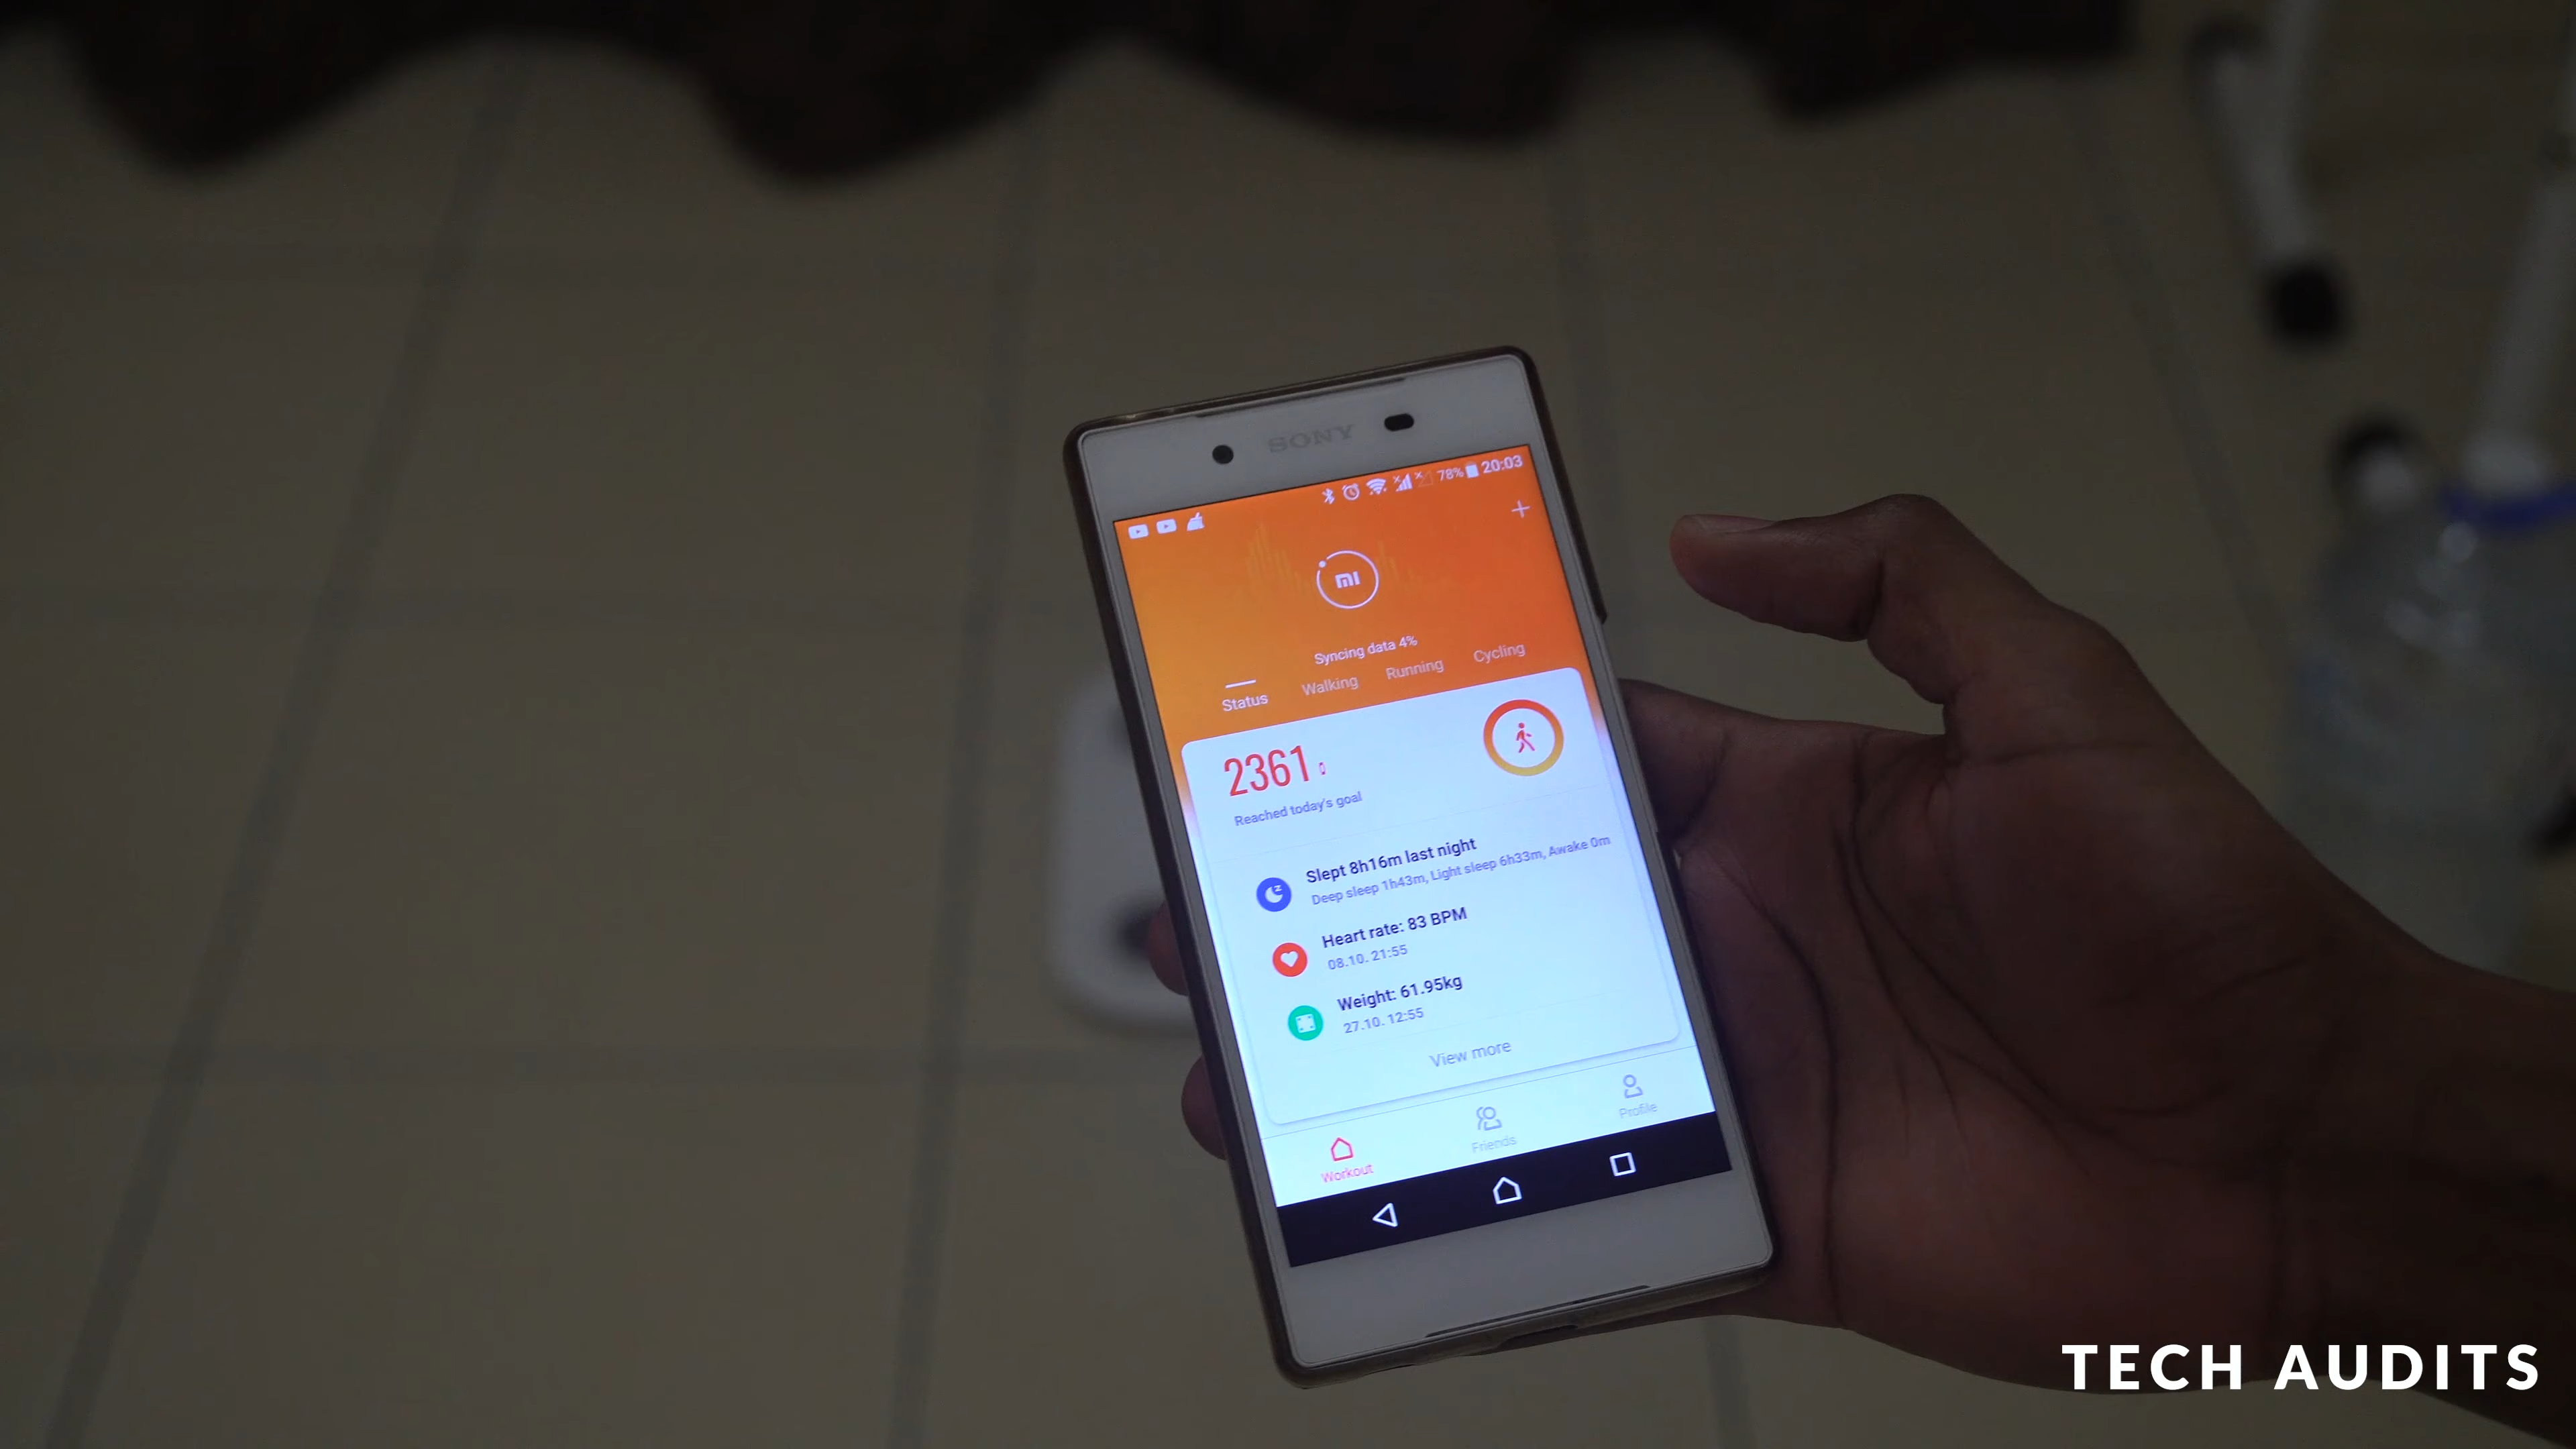 SONY
78% 20:03
mi
Syncing data 4%
Status Walking Running Cycling
2361
Reached today's goal
Slept 8h16m last night
Deep sleep 1h43m, Light sleep 6h33m, Awake 0m
Heart rate: 83 BPM
08.10. 21:55
Weight: 61.95kg
27.10. 12:55
View more
Workout Friends Profile
TECH AUDITS